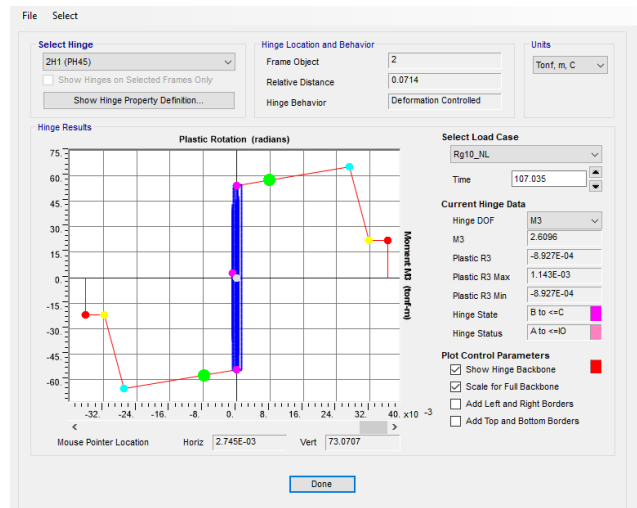 File Select
Select Hinge
2H1 (PH45)
Show Hinges on Selected Frames Only
Show Hinge Property Definition...
Hinge Location and Behavior
Frame Object 2
Relative Distance 0.0714
Hinge Behavior Deformation Controlled
Units
Tonf, m, C
Hinge Results
Plastic Rotation (radians)
75.
60.
45.
30.
15.
0.
-15.
-30.
-45.
-60.
Moment M3 (tonf-m)
-32. -24. -16. -8. 0. 8. 16. 24. 32. 40. x10 -3
Mouse Pointer Location Horiz 2.745E-03 Vert 73.0707
Select Load Case
Rg10_NL
Time 107.035
Current Hinge Data
Hinge DOF M3
M3 2.6096
Plastic R3 -8.927E-04
Plastic R3 Max 1.143E-03
Plastic R3 Min -8.927E-04
Hinge State B to <=C
Hinge Status A to <=IO
Plot Control Parameters
Show Hinge Backbone
Scale for Full Backbone
Add Left and Right Borders
Add Top and Bottom Borders
Done